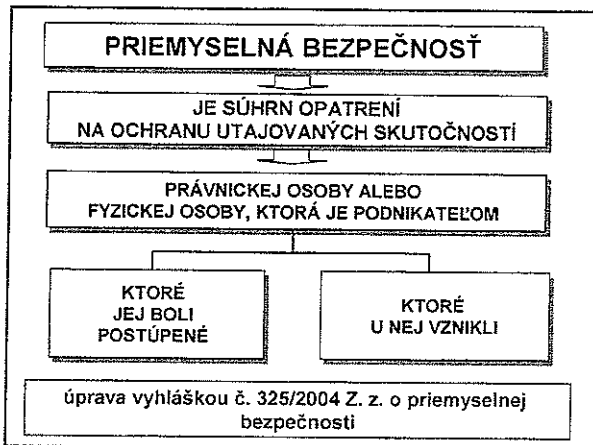 PRIEMYSELNÁ BEZPEČNOSŤ
JE SÚHRN OPATRENÍ
NA OCHRANU UTAJOVANÝCH SKUTOČNOSTÍ
PRÁVNICKEJ OSOBY ALEBO
FYZICKEJ OSOBY, KTORÁ JE PODNIKATEĽOM
KTORÉ
JEJ BOLI
POSTÚPENÉ
KTORÉ
U NEJ VZNIKLI
úprava vyhláškou č. 325/2004 Z. z. o priemyselnej
bezpečnosti